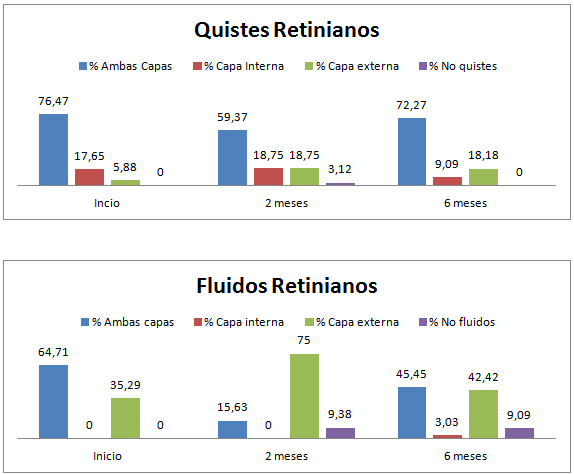 Quistes Retinianos
% Ambas Capas % Capa Interna % Capa externa % No quistes
76,47 17,65 5,88 0 59,37 18,75 18,75 3,12 72,27 9,09 18,18 0
Incio 2 meses 6 meses
Fluidos Retinianos
% Ambas capas % Capa interna % Capa externa % No fluidos
64,71 0 35,29 0 15,63 0 75 9,38 45,45 3,03 42,42 9,09
Inicio 2 meses 6 meses